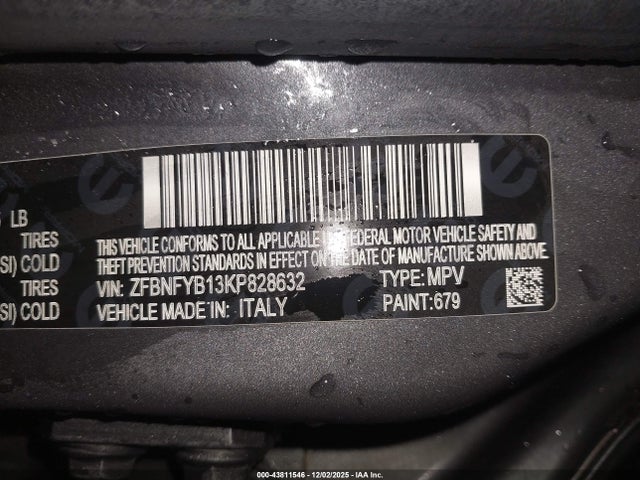 LB
TIRES
SI) COLD
SI) COLD
THIS VEHICLE CONFORMS TO ALL APPLICABLE FEDERAL MOTOR VEHICLE SAFETY AND
THEFT PREVENTION STANDARDS IN EFFECT ON THE DATE OF MANUFACTURE SHOWN ABOVE
VIN: ZFBNFYB13KP828632 TYPE: MPV
VEHICLE MADE IN: ITALY PAINT:679
000-43811546 • 12/02/2025 - IAA Inc.